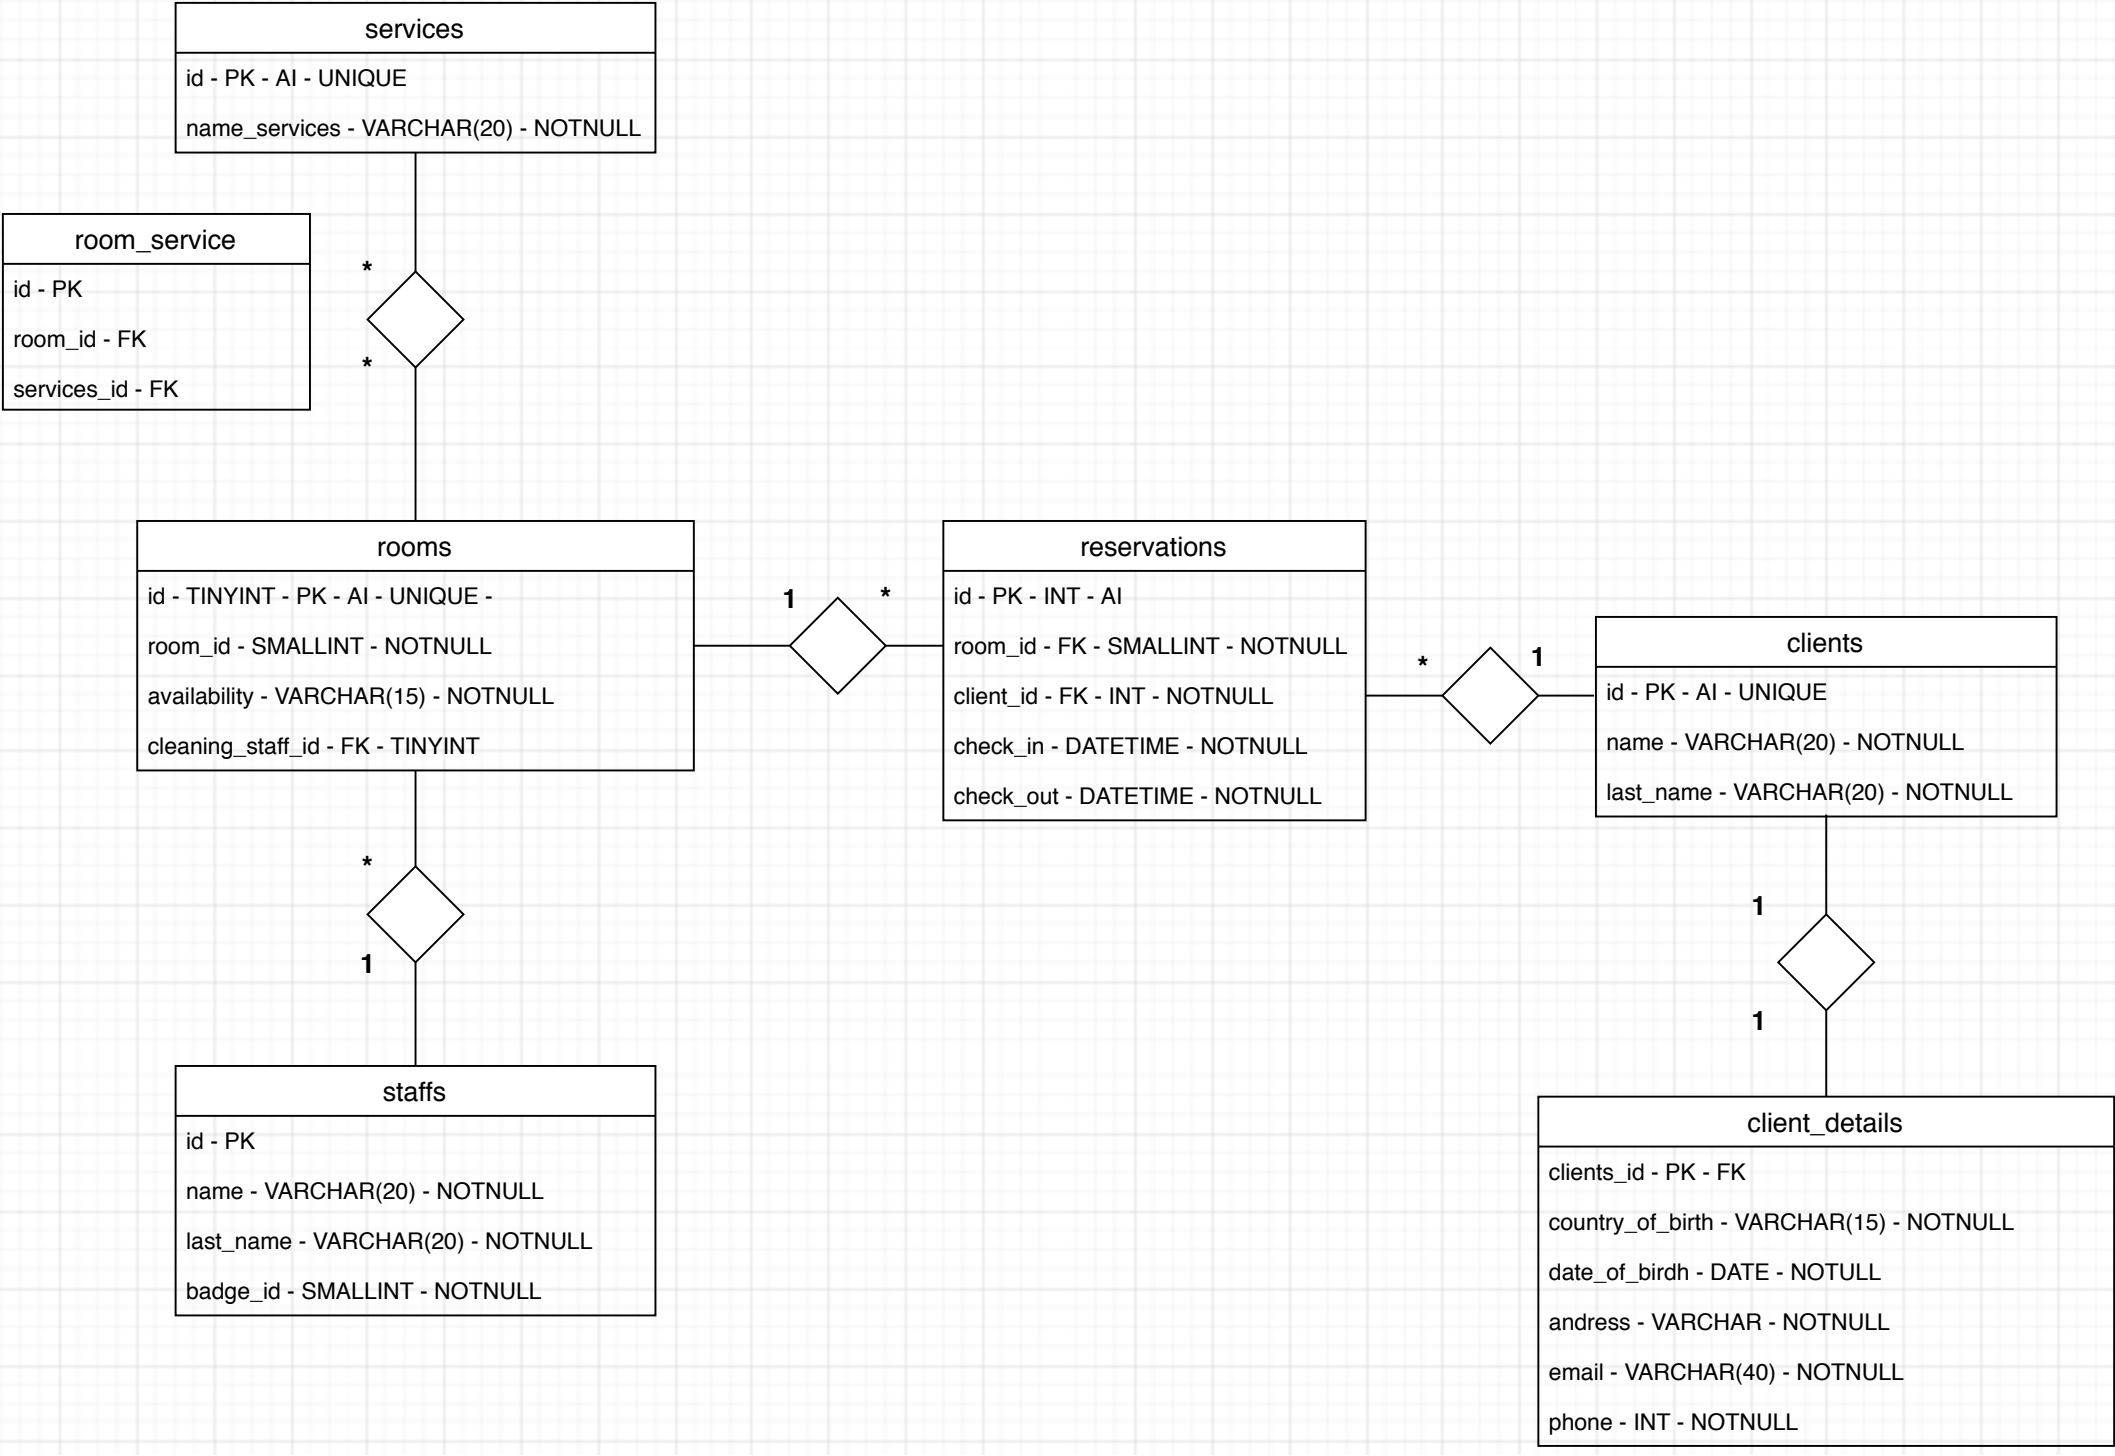 services
id - PK - AI - UNIQUE
name_services - VARCHAR(20) - NOTNULL
room_service
id - PK
room_id - FK
services_id - FK
*
*
rooms
id - TINYINT - PK - AI - UNIQUE -
room_id - SMALLINT - NOTNULL
availability - VARCHAR(15) - NOTNULL
cleaning_staff_id - FK - TINYINT
1
*
reservations
id - PK - INT - AI
room_id - FK - SMALLINT - NOTNULL
client_id - FK - INT - NOTNULL
check_in - DATETIME - NOTNULL
check_out - DATETIME - NOTNULL
*
1
clients
id - PK - AI - UNIQUE
name - VARCHAR(20) - NOTNULL
last_name - VARCHAR(20) - NOTNULL
*
1
staffs
id - PK
name - VARCHAR(20) - NOTNULL
last_name - VARCHAR(20) - NOTNULL
badge_id - SMALLINT - NOTNULL
1
1
client_details
clients_id - PK - FK
country_of_birth - VARCHAR(15) - NOTNULL
date_of_birdh - DATE - NOTULL
andress - VARCHAR - NOTNULL
email - VARCHAR(40) - NOTNULL
phone - INT - NOTNULL